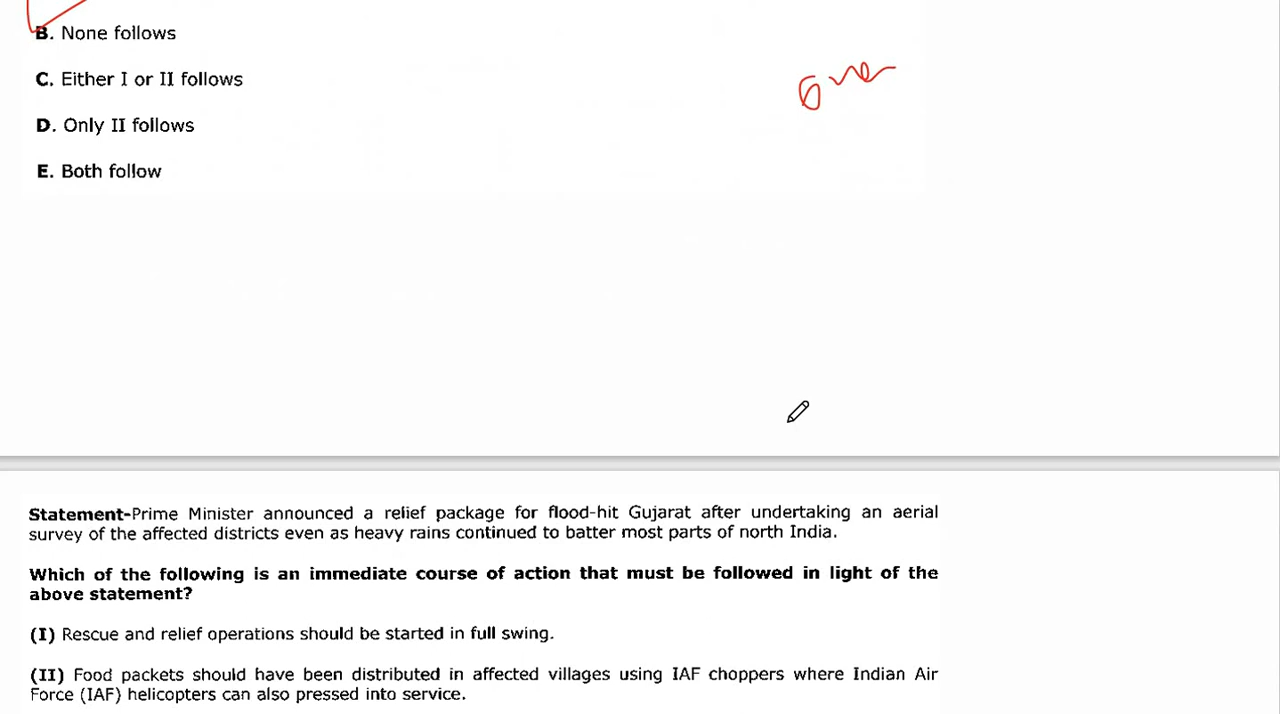 B. None follows
C. Either I or II follows
D. Only II follows
E. Both follow
Statement-Prime Minister announced a relief package for flood-hit Gujarat after undertaking an aerial
survey of the affected districts even as heavy rains continued to batter most parts of north India.
Which of the following is an immediate course of action that must be followed in light of the
above statement?
(I) Rescue and relief operations should be started in full swing.
(II) Food packets should have been distributed in affected villages using IAF choppers where Indian Air
Force (IAF) helicopters can also pressed into service.